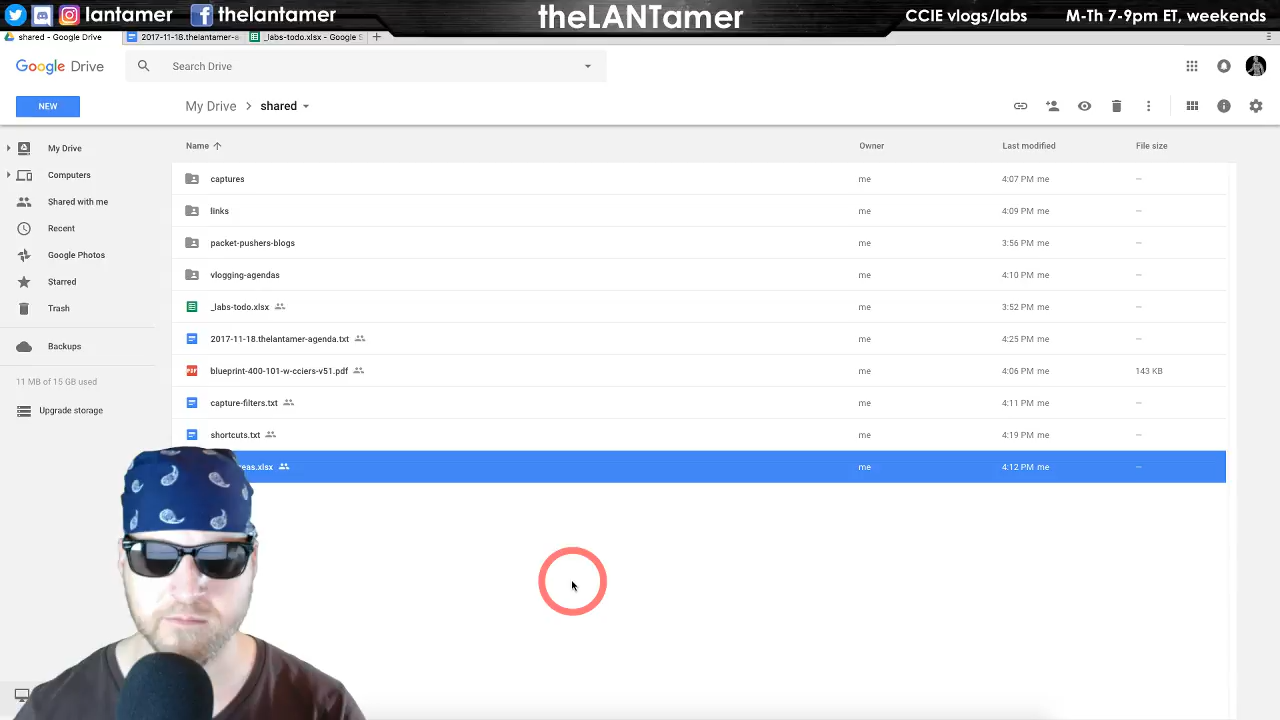 lantamer thelantamer theLANTamer CCIE vlogs/labs M-Th 7-9pm ET, weekends
shared - Google Drive 2017-11-18.thelantamer-a _labs-todo.xlsx - Google S +
Google Drive Search Drive
NEW My Drive > shared
Name Owner Last modified File size
My Drive
Computers
Shared with me
Recent
Google Photos
Starred
Trash
Backups
11 MB of 15 GB used
Upgrade storage
captures me 4:07 PM me –
links me 4:09 PM me –
packet-pushers-blogs me 3:56 PM me –
vlogging-agendas me 4:10 PM me –
_labs-todo.xlsx me 3:52 PM me –
2017-11-18.thelantamer-agenda.txt me 4:25 PM me –
blueprint-400-101-w-cciers-v51.pdf me 4:06 PM me 143 KB
capture-filters.txt me 4:11 PM me –
shortcuts.txt me 4:19 PM me –
reas.xlsx me 4:12 PM me –